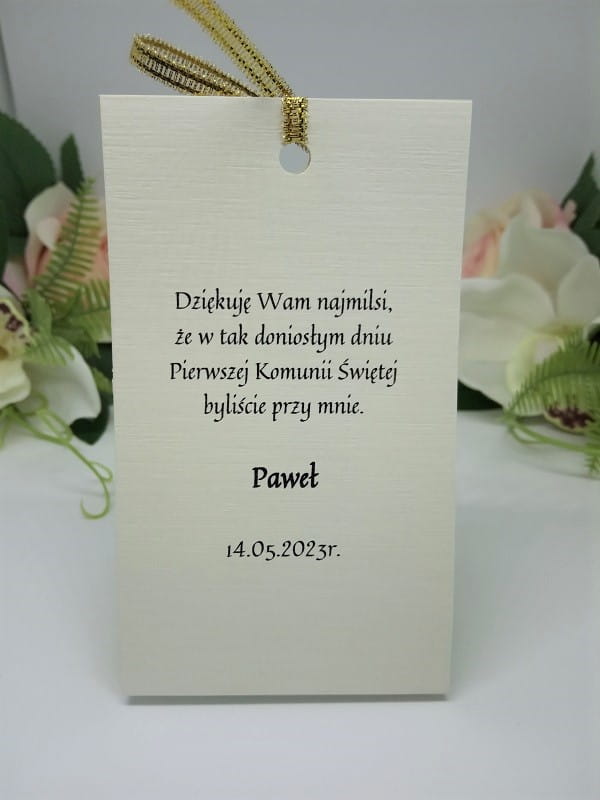 Dziękuję Wam najmilsi,
że w tak doniosłym dniu
Pierwszej Komunii Świętej
byliście przy mnie.
Paweł
14.05.2023r.